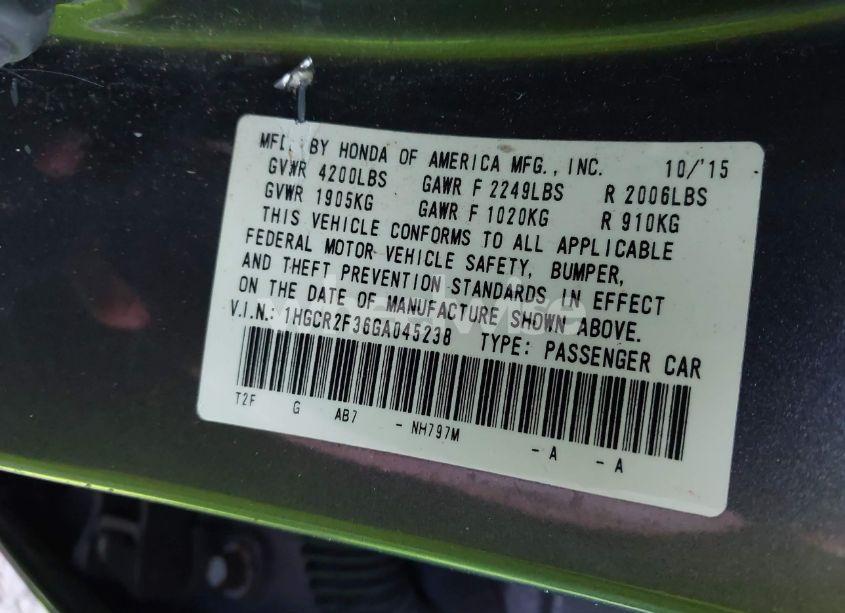 MFD. BY HONDA OF AMERICA MFG., INC. 10/'15
GVWR 4200LBS GAWR F 2249LBS R 2006LBS
GVWR 1905KG GAWR F 1020KG R 910KG
THIS VEHICLE CONFORMS TO ALL APPLICABLE
FEDERAL MOTOR VEHICLE SAFETY, BUMPER,
AND THEFT PREVENTION STANDARDS IN EFFECT
ON THE DATE OF MANUFACTURE SHOWN ABOVE.
V.I.N.: 1HGCR2F36GA045238 TYPE: PASSENGER CAR
T2F G AB7 - NH797M - A - A